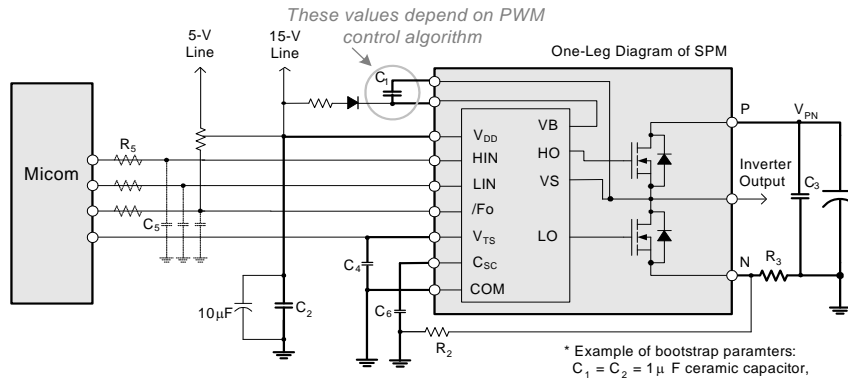 These values depend on PWM
control algorithm
5-V
Line
15-V
Line
C1
One-Leg Diagram of SPM
P
VPN
VB
VDD
R5
HO
HIN
Micom
Inverter
Output
VS
LIN
C3
/Fo
C5
LO
VTS
N
R3
C4
CSC
COM
10μF
C2
C6
R2
* Example of bootstrap paramters:
C1 = C2 = 1μ F ceramic capacitor,